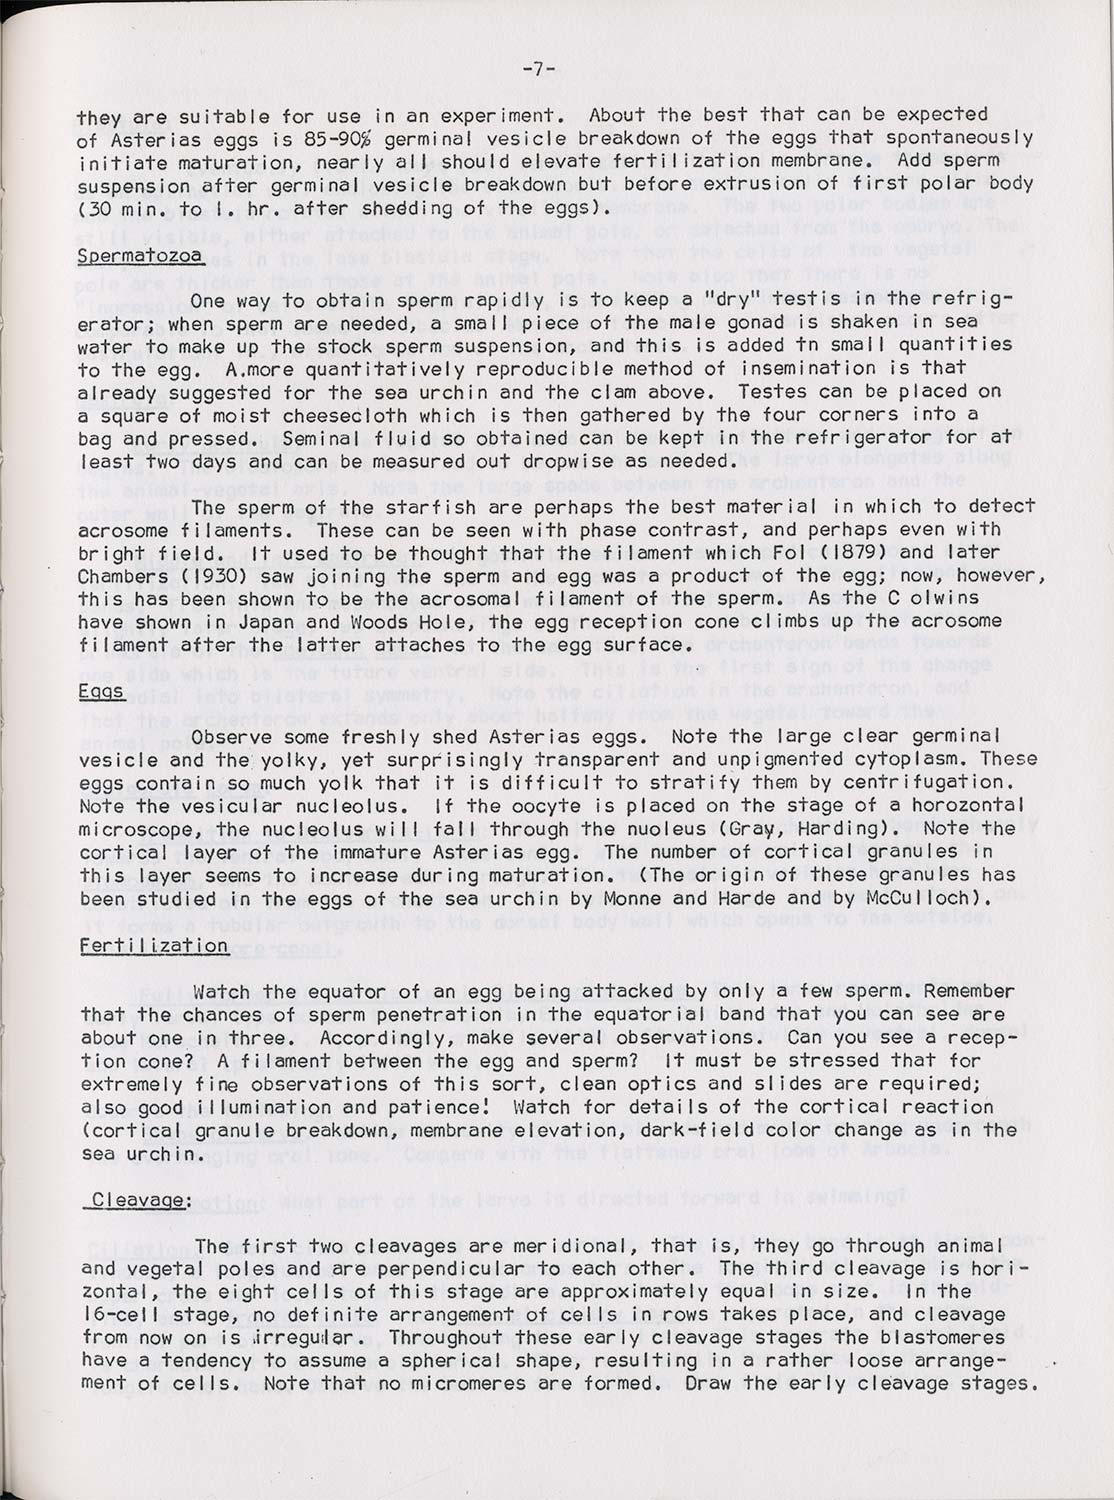 -7-
they are suitable for use in an experiment.  About the best that can be expected
of Asterias eggs is 85-90% germinal vesicle breakdown of the eggs that spontaneously
initiate maturation, nearly all should elevate fertilization membrane.  Add sperm
suspension after germinal vesicle breakdown but before extrusion of first polar body
(30 min. to 1. hr. after shedding of the eggs).
Spermatozoa
One way to obtain sperm rapidly is to keep a "dry" testis in the refrig-
erator; when sperm are needed, a small piece of the male gonad is shaken in sea
water to make up the stock sperm suspension, and this is added tn small quantities
to the egg.  A.more quantitatively reproducible method of insemination is that
already suggested for the sea urchin and the clam above.  Testes can be placed on
a square of moist cheesecloth which is then gathered by the four corners into a
bag and pressed.  Seminal fluid so obtained can be kept in the refrigerator for at
least two days and can be measured out dropwise as needed.
The sperm of the starfish are perhaps the best material in which to detect
acrosome filaments.  These can be seen with phase contrast, and perhaps even with
bright field.  It used to be thought that the filament which Fol (1879) and later
Chambers (1930) saw joining the sperm and egg was a product of the egg; now, however,
this has been shown to be the acrosomal filament of the sperm.  As the C olwins
have shown in Japan and Woods Hole, the egg reception cone climbs up the acrosome
filament after the latter attaches to the egg surface.
Eggs
Observe some freshly shed Asterias eggs.  Note the large clear germinal
vesicle and the yolky, yet surprisingly transparent and unpigmented cytoplasm. These
eggs contain so much yolk that it is difficult to stratify them by centrifugation.
Note the vesicular nucleolus.  If the oocyte is placed on the stage of a horozontal
microscope, the nucleolus will fall through the nuoleus (Gray, Harding).  Note the
cortical layer of the immature Asterias egg.  The number of cortical granules in
this layer seems to increase during maturation.  (The origin of these granules has
been studied in the eggs of the sea urchin by Monne and Harde and by McCulloch).
Fertilization
Watch the equator of an egg being attacked by only a few sperm. Remember
that the chances of sperm penetration in the equatorial band that you can see are
about one in three.  Accordingly, make several observations.  Can you see a recep-
tion cone?  A filament between the egg and sperm?  It must be stressed that for
extremely fine observations of this sort, clean optics and slides are required;
also good illumination and patience!  Watch for details of the cortical reaction
(cortical granule breakdown, membrane elevation, dark-field color change as in the
sea urchin.
Cleavage:
The first two cleavages are meridional, that is, they go through animal
and vegetal poles and are perpendicular to each other.  The third cleavage is hori-
zontal, the eight cells of this stage are approximately equal in size.  In the
16-cell stage, no definite arrangement of cells in rows takes place, and cleavage
from now on is irregular.  Throughout these early cleavage stages the blastomeres
have a tendency to assume a spherical shape, resulting in a rather loose arrange-
ment of cells.  Note that no micromeres are formed.  Draw the early cleavage stages.